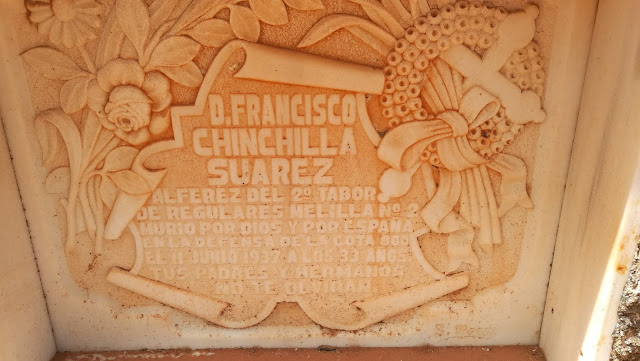 D. FRANCISCO
CHINCHILLA
SUAREZ
ALFEREZ DEL 2º TABOR
DE REGULARES MELILLA Nº 2
MURIO POR DIOS Y POR ESPAÑA
EN LA DEFENSA DE LA COTA 800
EL 11 JUNIO 1937 A LOS 33 AÑOS
TUS PADRES Y HERMANOS
NO TE OLVIDAN